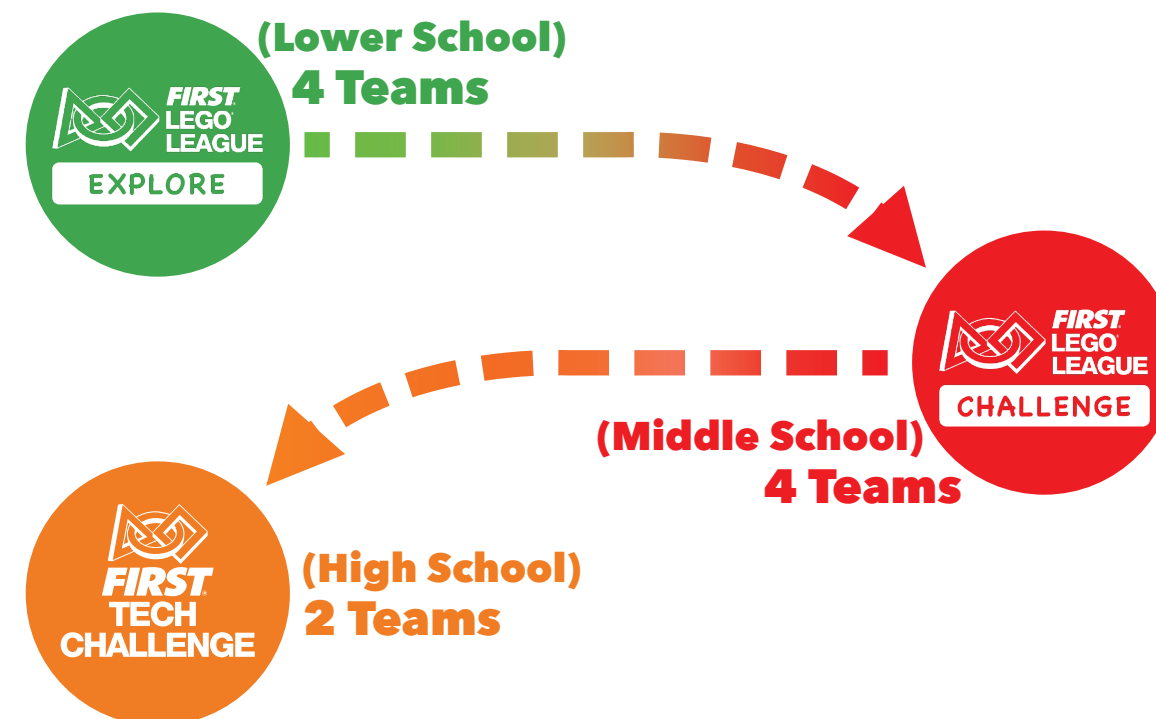 (Lower School)
4 Teams
FIRST
LEGO
LEAGUE
EXPLORE
FIRST
LEGO
LEAGUE
CHALLENGE
(Middle School)
4 Teams
FIRST
TECH
CHALLENGE
(High School)
2 Teams